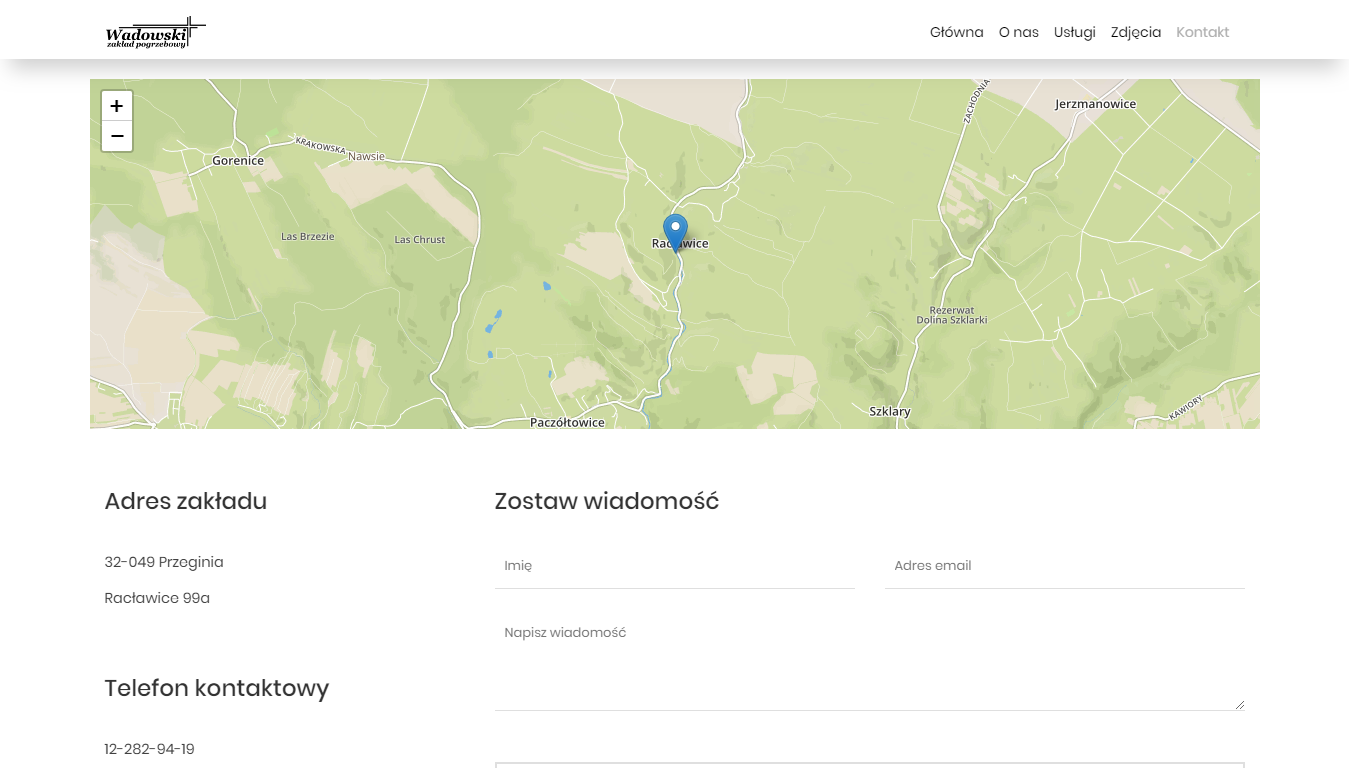 Wadowski
zakład pogrzebowy
Główna O nas Usługi Zdjęcia Kontakt
+
−
ZACHODNIA
Jerzmanowice
KRAKOWSKA
Gorenice
Nawsie
Las Brzezie
Las Chrust
Racławice
Rezerwat
Dolina Szklarki
Szklary
KAWIORY
Paczółtowice
Adres zakładu
32-049 Przeginia
Racławice 99a
Telefon kontaktowy
12-282-94-19
Zostaw wiadomość
Imię
Adres email
Napisz wiadomość